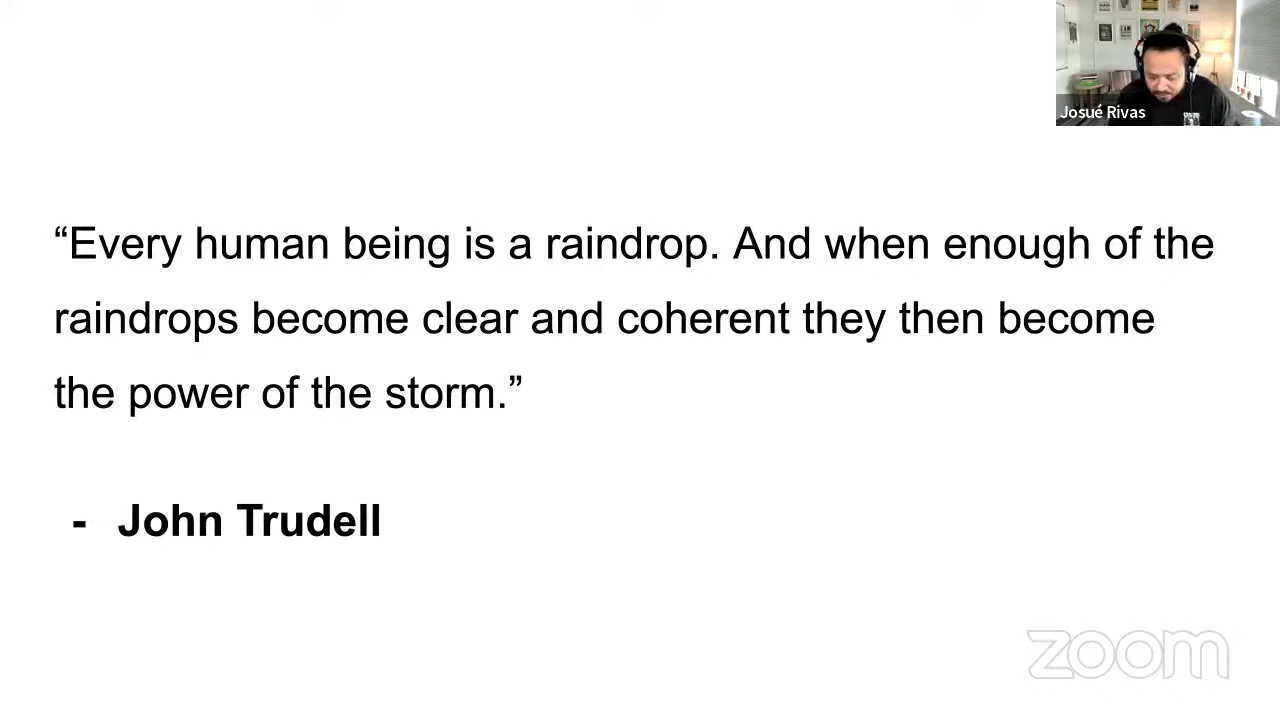 Josué Rivas
“Every human being is a raindrop. And when enough of the
raindrops become clear and coherent they then become
the power of the storm.”
- John Trudell
zoom